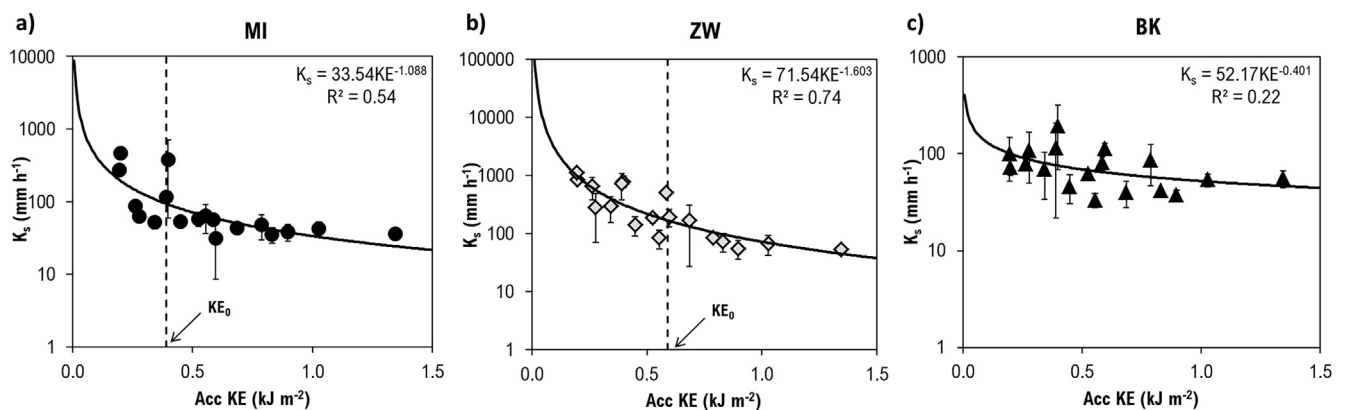 a) MI
10000
1000
100
10
1
Ks (mm h-1)
Ks = 33.54KE-1.088
R² = 0.54
KE0
0.0 0.5 1.0 1.5
Acc KE (kJ m-2)
b) ZW
100000
10000
1000
100
10
1
Ks (mm h-1)
Ks = 71.54KE-1.603
R² = 0.74
KE0
0.0 0.5 1.0 1.5
Acc KE (kJ m-2)
c) BK
1000
100
10
1
Ks (mm h-1)
Ks = 52.17KE-0.401
R² = 0.22
0.0 0.5 1.0 1.5
Acc KE (kJ m-2)